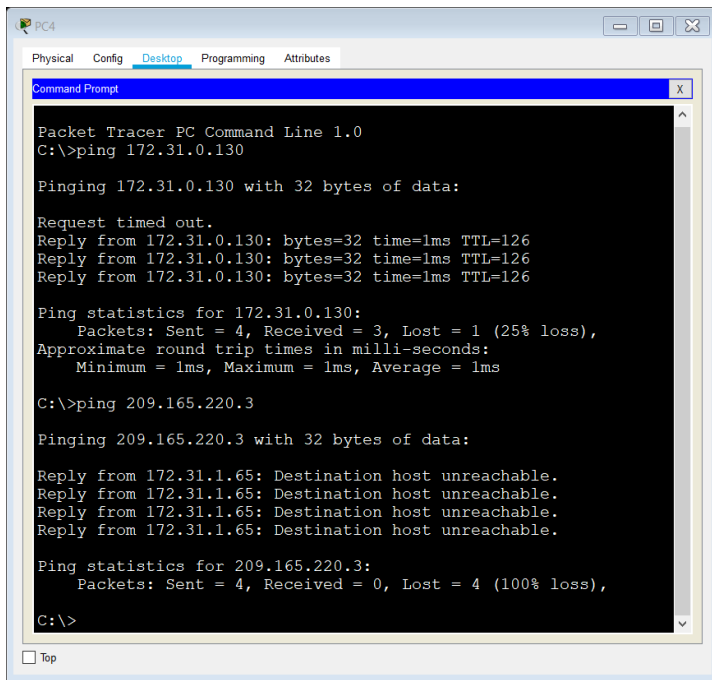 PC4
Physical Config Desktop Programming Attributes
Command Prompt X
Packet Tracer PC Command Line 1.0
C:\>ping 172.31.0.130
Pinging 172.31.0.130 with 32 bytes of data:
Request timed out.
Reply from 172.31.0.130: bytes=32 time=1ms TTL=126
Reply from 172.31.0.130: bytes=32 time=1ms TTL=126
Reply from 172.31.0.130: bytes=32 time=1ms TTL=126
Ping statistics for 172.31.0.130:
Packets: Sent = 4, Received = 3, Lost = 1 (25% loss),
Approximate round trip times in milli-seconds:
Minimum = 1ms, Maximum = 1ms, Average = 1ms
C:\>ping 209.165.220.3
Pinging 209.165.220.3 with 32 bytes of data:
Reply from 172.31.1.65: Destination host unreachable.
Reply from 172.31.1.65: Destination host unreachable.
Reply from 172.31.1.65: Destination host unreachable.
Reply from 172.31.1.65: Destination host unreachable.
Ping statistics for 209.165.220.3:
Packets: Sent = 4, Received = 0, Lost = 4 (100% loss),
C:\>
Top